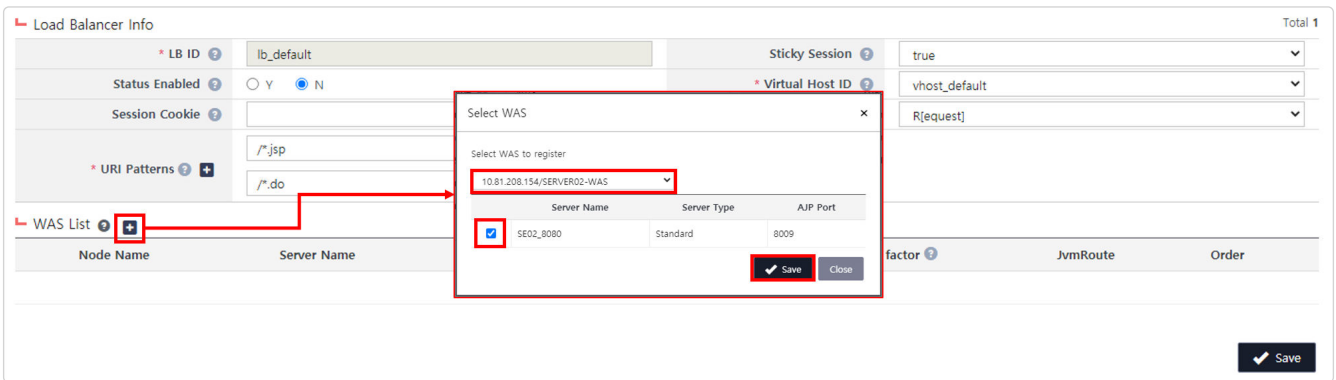 Load Balancer Info
Total 1
* LB ID
lb_default
Sticky Session
true
Status Enabled
Y N
* Virtual Host ID
vhost_default
Session Cookie
R[equest]
* URI Patterns
/*.jsp
/*.do
Select WAS
Select WAS to register
10.81.208.154/SERVER02-WAS
Server Name Server Type AJP Port
SE02_8080 Standard 8009
Save Close
WAS List
Node Name Server Name factor JvmRoute Order
Save